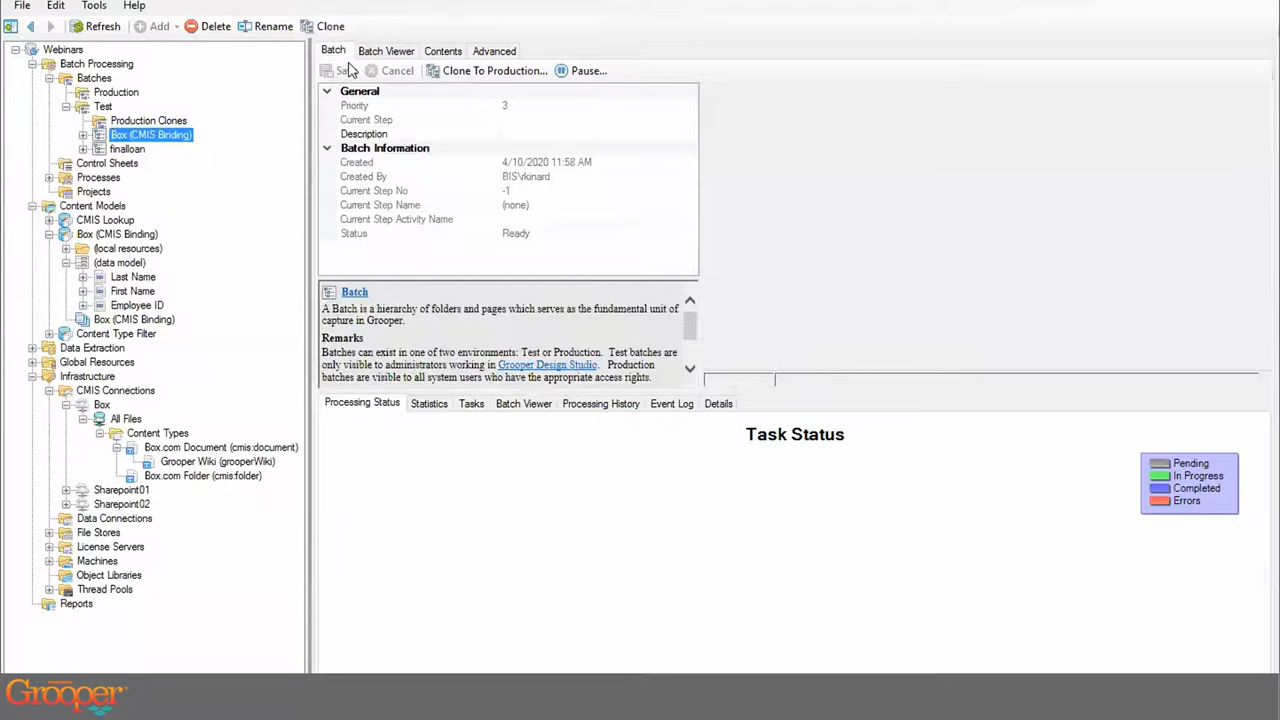 File Edit Tools Help
Refresh Add Delete Rename Clone
Webinars
Batch Processing
Batches
Production
Test
Production Clones
Box (CMIS Binding)
finalloan
Control Sheets
Processes
Projects
Content Models
CMIS Lookup
Box (CMIS Binding)
(local resources)
(data model)
Last Name
First Name
Employee ID
Box (CMIS Binding)
Content Type Filter
Data Extraction
Global Resources
Infrastructure
CMIS Connections
Box
All Files
Content Types
Box.com Document (cmis:document)
Grooper Wiki (grooperWiki)
Box.com Folder (cmis:folder)
Sharepoint01
Sharepoint02
Data Connections
File Stores
License Servers
Machines
Object Libraries
Thread Pools
Reports
Batch Batch Viewer Contents Advanced
Cancel Clone To Production... Pause...
General
Priority 3
Current Step
Description
Batch Information
Created 4/10/2020 11:58 AM
Created By BIS\rkinard
Current Step No -1
Current Step Name (none)
Current Step Activity Name
Status Ready
Batch
A Batch is a hierarchy of folders and pages which serves as the fundamental unit of
capture in Grooper.
Remarks
Batches can exist in one of two environments: Test or Production. Test batches are
only visible to administrators working in Grooper Design Studio. Production
batches are visible to all system users who have the appropriate access rights.
Processing Status Statistics Tasks Batch Viewer Processing History Event Log Details
Task Status
Pending
In Progress
Completed
Errors
Grooper